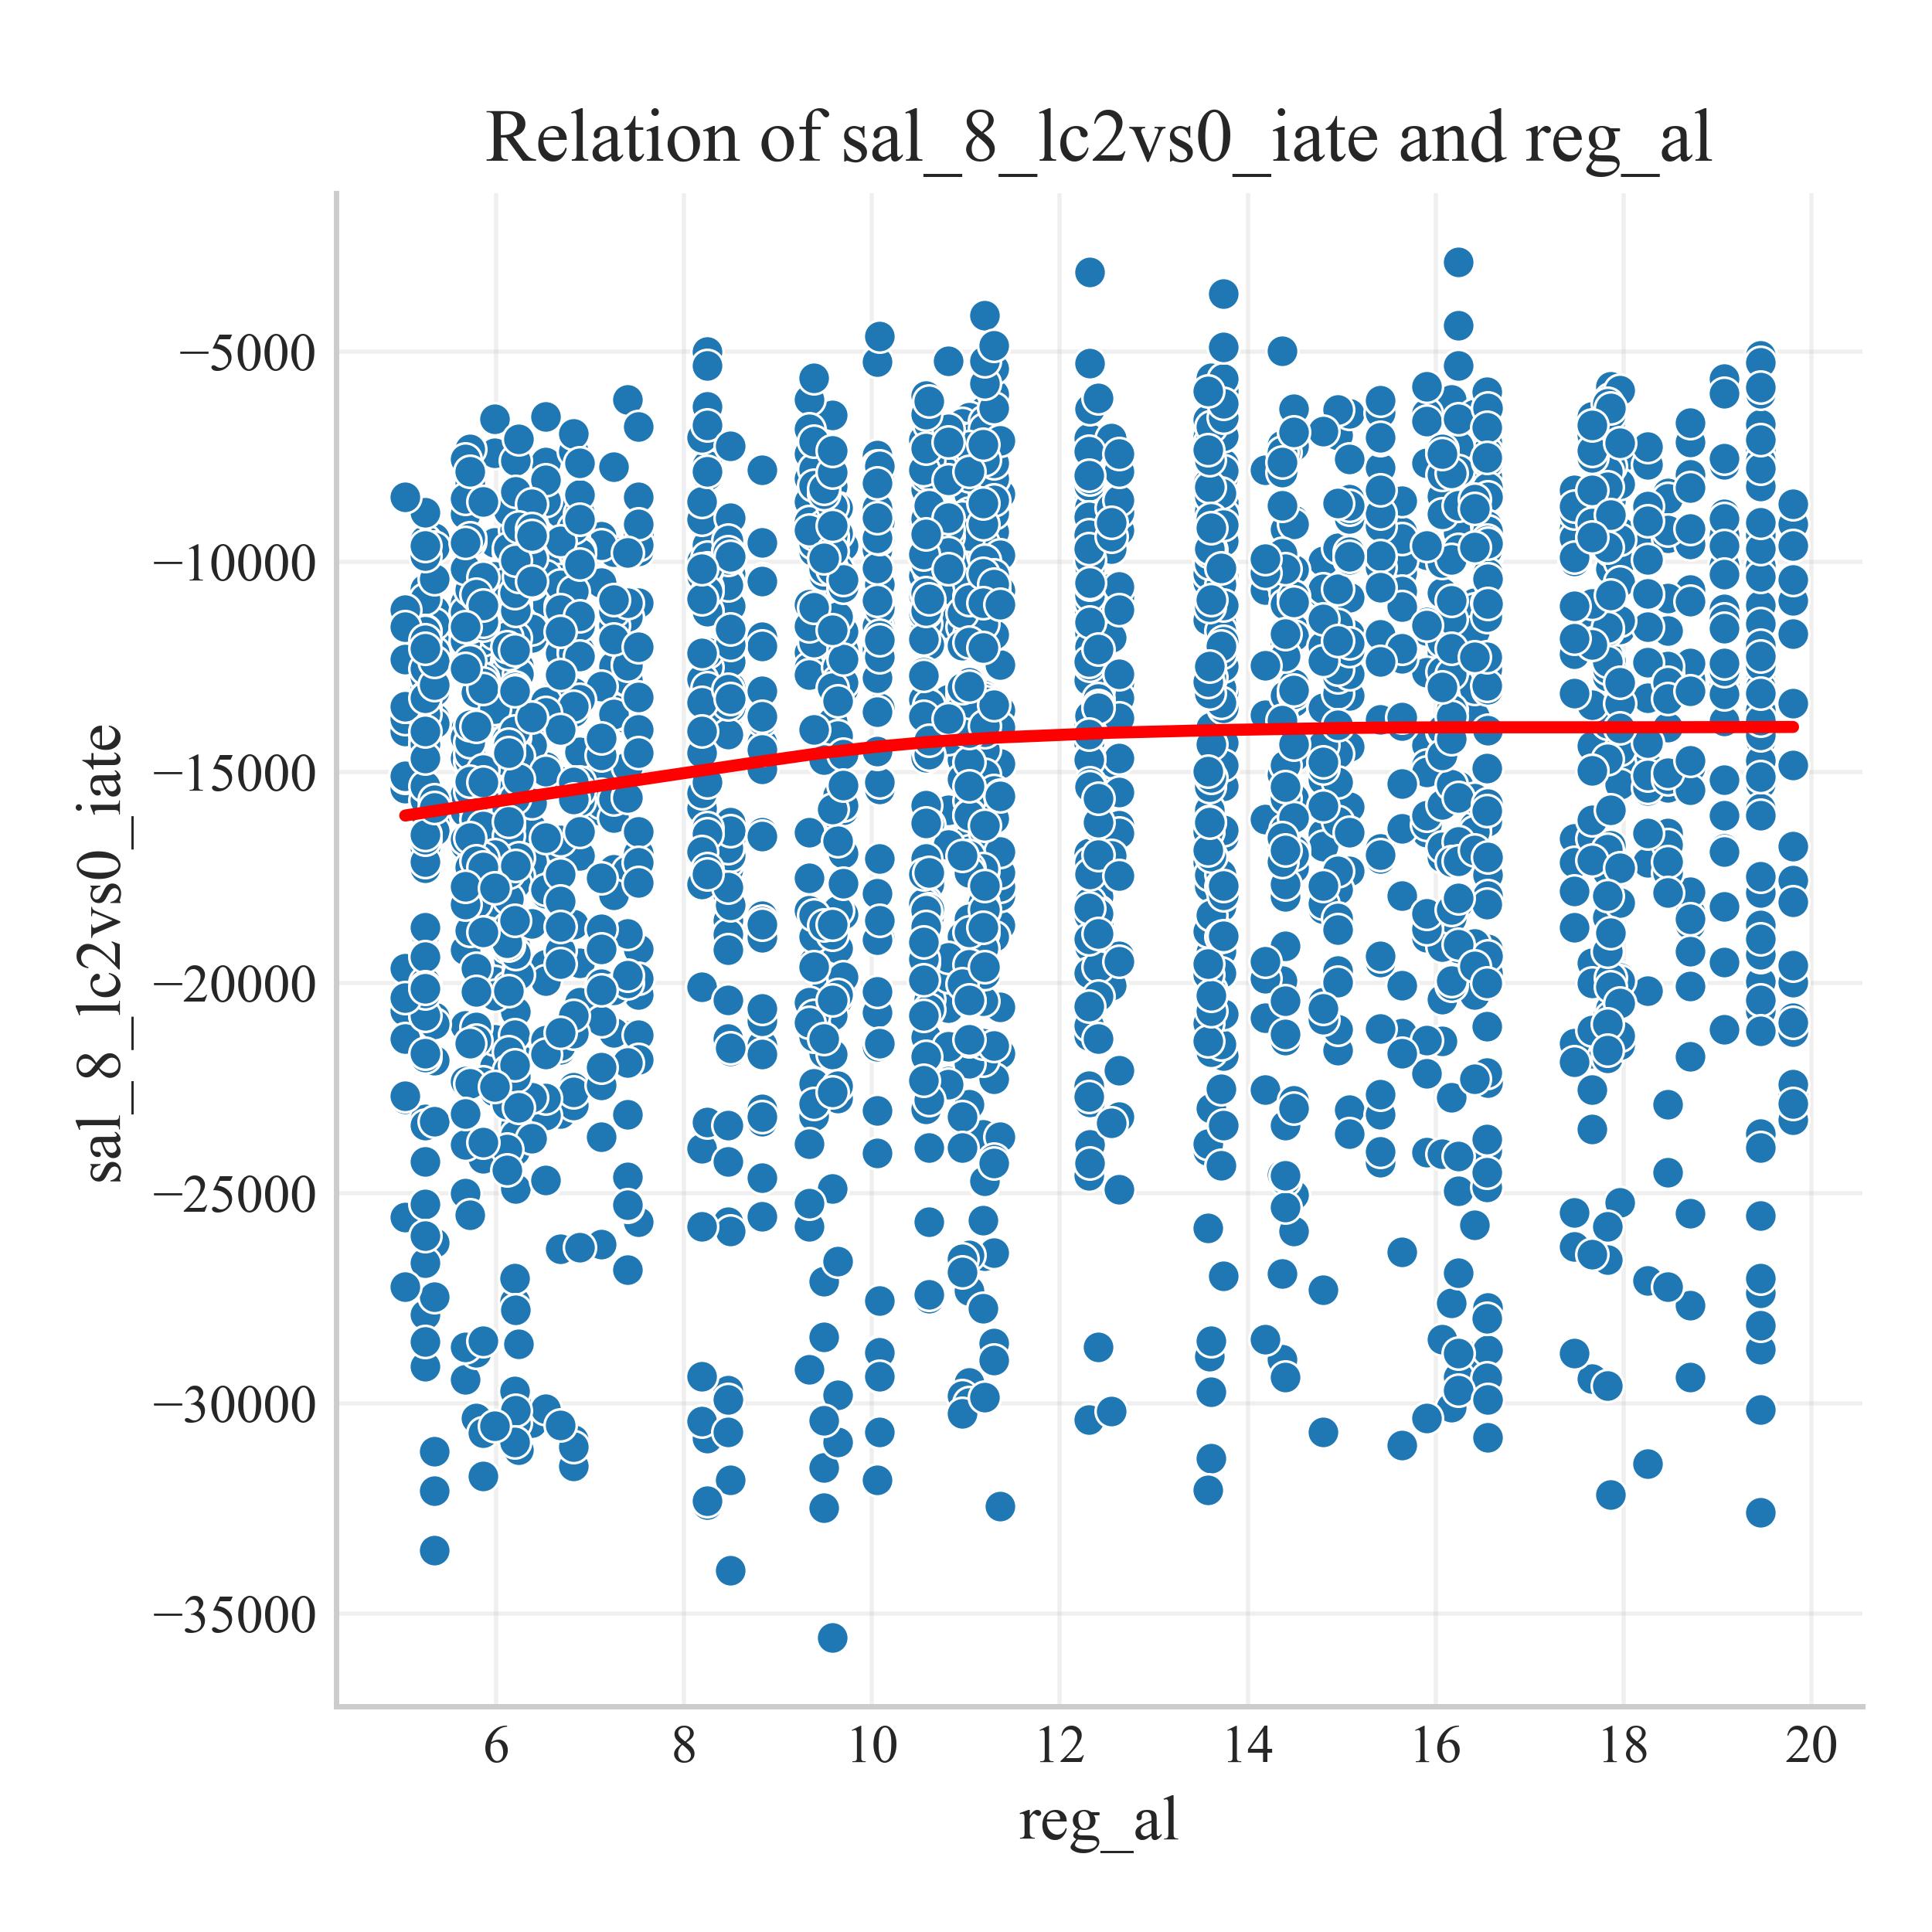 Relation of sal_8_lc2vs0_iate and reg_al
sal_8_lc2vs0_iate
−5000
−10000
−15000
−20000
−25000
−30000
−35000
6 8 10 12 14 16 18 20
reg_al